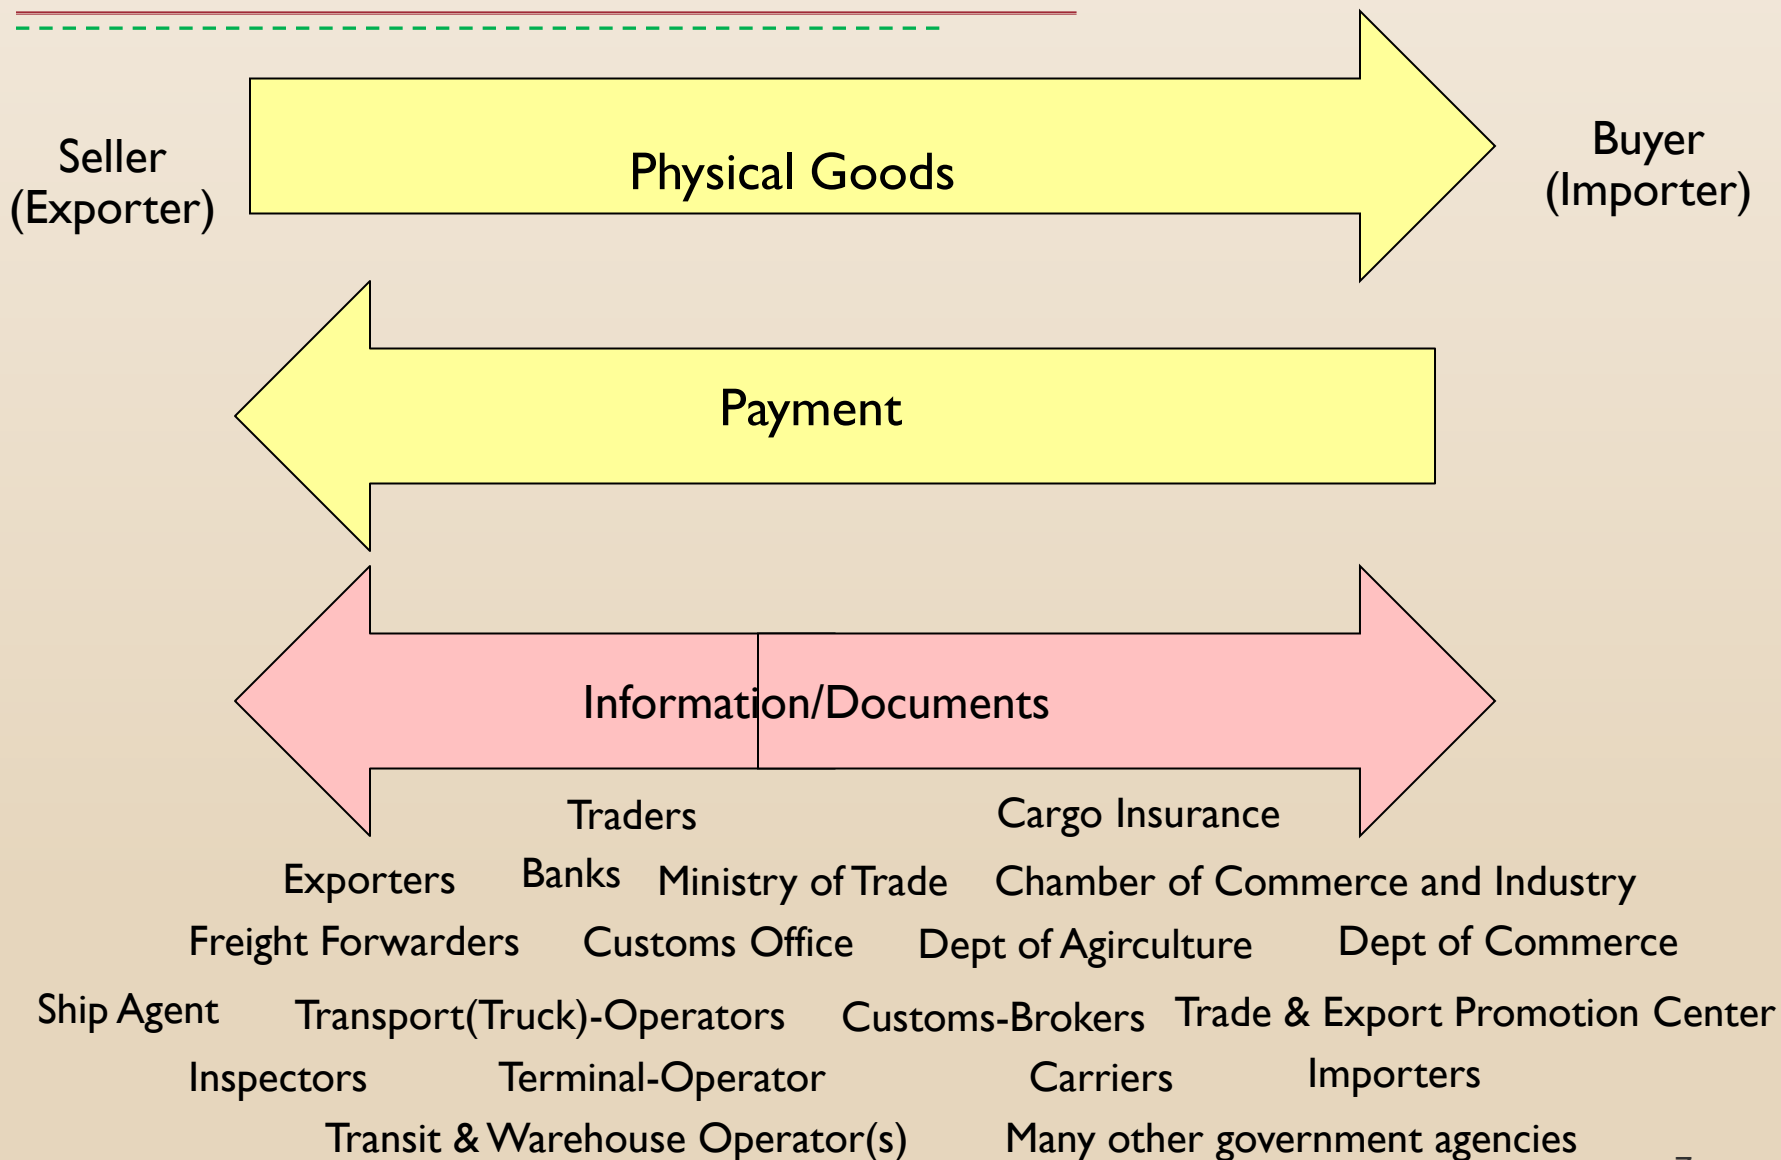 Seller
(Exporter)
Physical Goods
Buyer
(Importer)
Payment
Information/Documents
Traders
Cargo Insurance
Exporters
Banks
Ministry of Trade
Chamber of Commerce and Industry
Freight Forwarders
Customs Office
Dept of Agirculture
Dept of Commerce
Ship Agent
Transport(Truck)-Operators
Customs-Brokers
Trade & Export Promotion Center
Inspectors
Terminal-Operator
Carriers
Importers
Transit & Warehouse Operator(s)
Many other government agencies